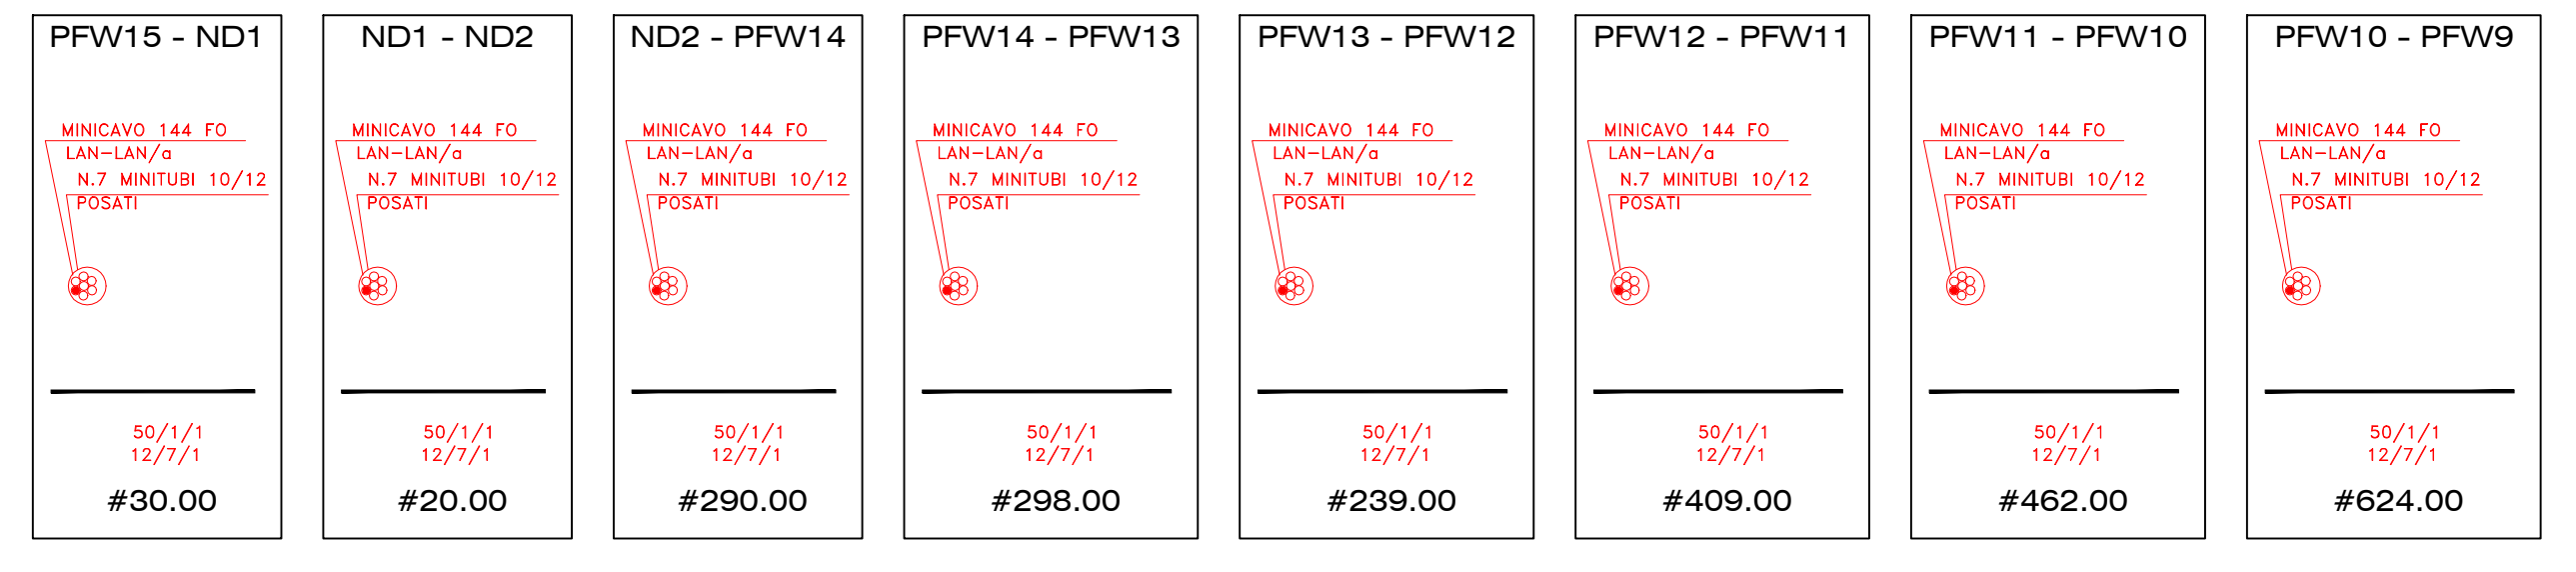 PFW15 - ND1
MINICAVO 144 FO
LAN-LAN/a
N.7 MINITUBI 10/12
POSATI
50/1/1
12/7/1
#30.00
ND1 - ND2
MINICAVO 144 FO
LAN-LAN/a
N.7 MINITUBI 10/12
POSATI
50/1/1
12/7/1
#20.00
ND2 - PFW14
MINICAVO 144 FO
LAN-LAN/a
N.7 MINITUBI 10/12
POSATI
50/1/1
12/7/1
#290.00
PFW14 - PFW13
MINICAVO 144 FO
LAN-LAN/a
N.7 MINITUBI 10/12
POSATI
50/1/1
12/7/1
#298.00
PFW13 - PFW12
MINICAVO 144 FO
LAN-LAN/a
N.7 MINITUBI 10/12
POSATI
50/1/1
12/7/1
#239.00
PFW12 - PFW11
MINICAVO 144 FO
LAN-LAN/a
N.7 MINITUBI 10/12
POSATI
50/1/1
12/7/1
#409.00
PFW11 - PFW10
MINICAVO 144 FO
LAN-LAN/a
N.7 MINITUBI 10/12
POSATI
50/1/1
12/7/1
#462.00
PFW10 - PFW9
MINICAVO 144 FO
LAN-LAN/a
N.7 MINITUBI 10/12
POSATI
50/1/1
12/7/1
#624.00